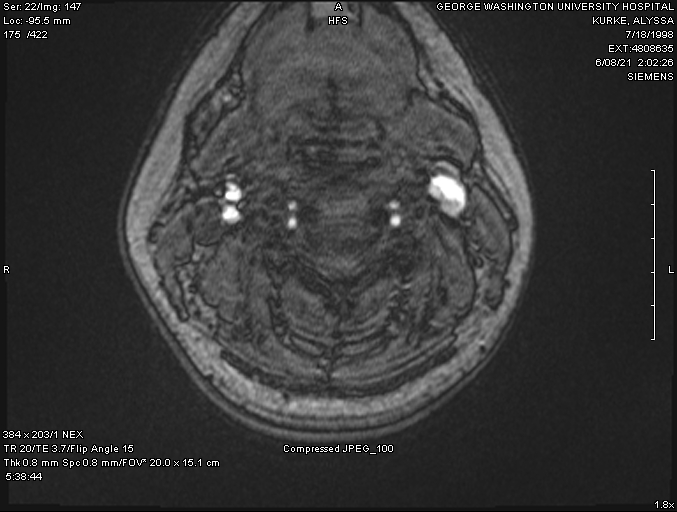 Ser: 22/Img: 147
Loc: -95.5 mm
175 /422
A
HFS
GEORGE WASHINGTON UNIVERSITY HOSPITAL
KURKE, ALYSSA
7/18/1998
EXT:4808635
6/08/21 2:02:26
SIEMENS
R
L
384 x 203/1 NEX
TR 20/TE 3.7/Flip Angle 15
Thk0.8 mm Spc 0.8 mm/FOV* 20.0 x 15.1 cm
5:38:44
Compressed JPEG_100
1.8x